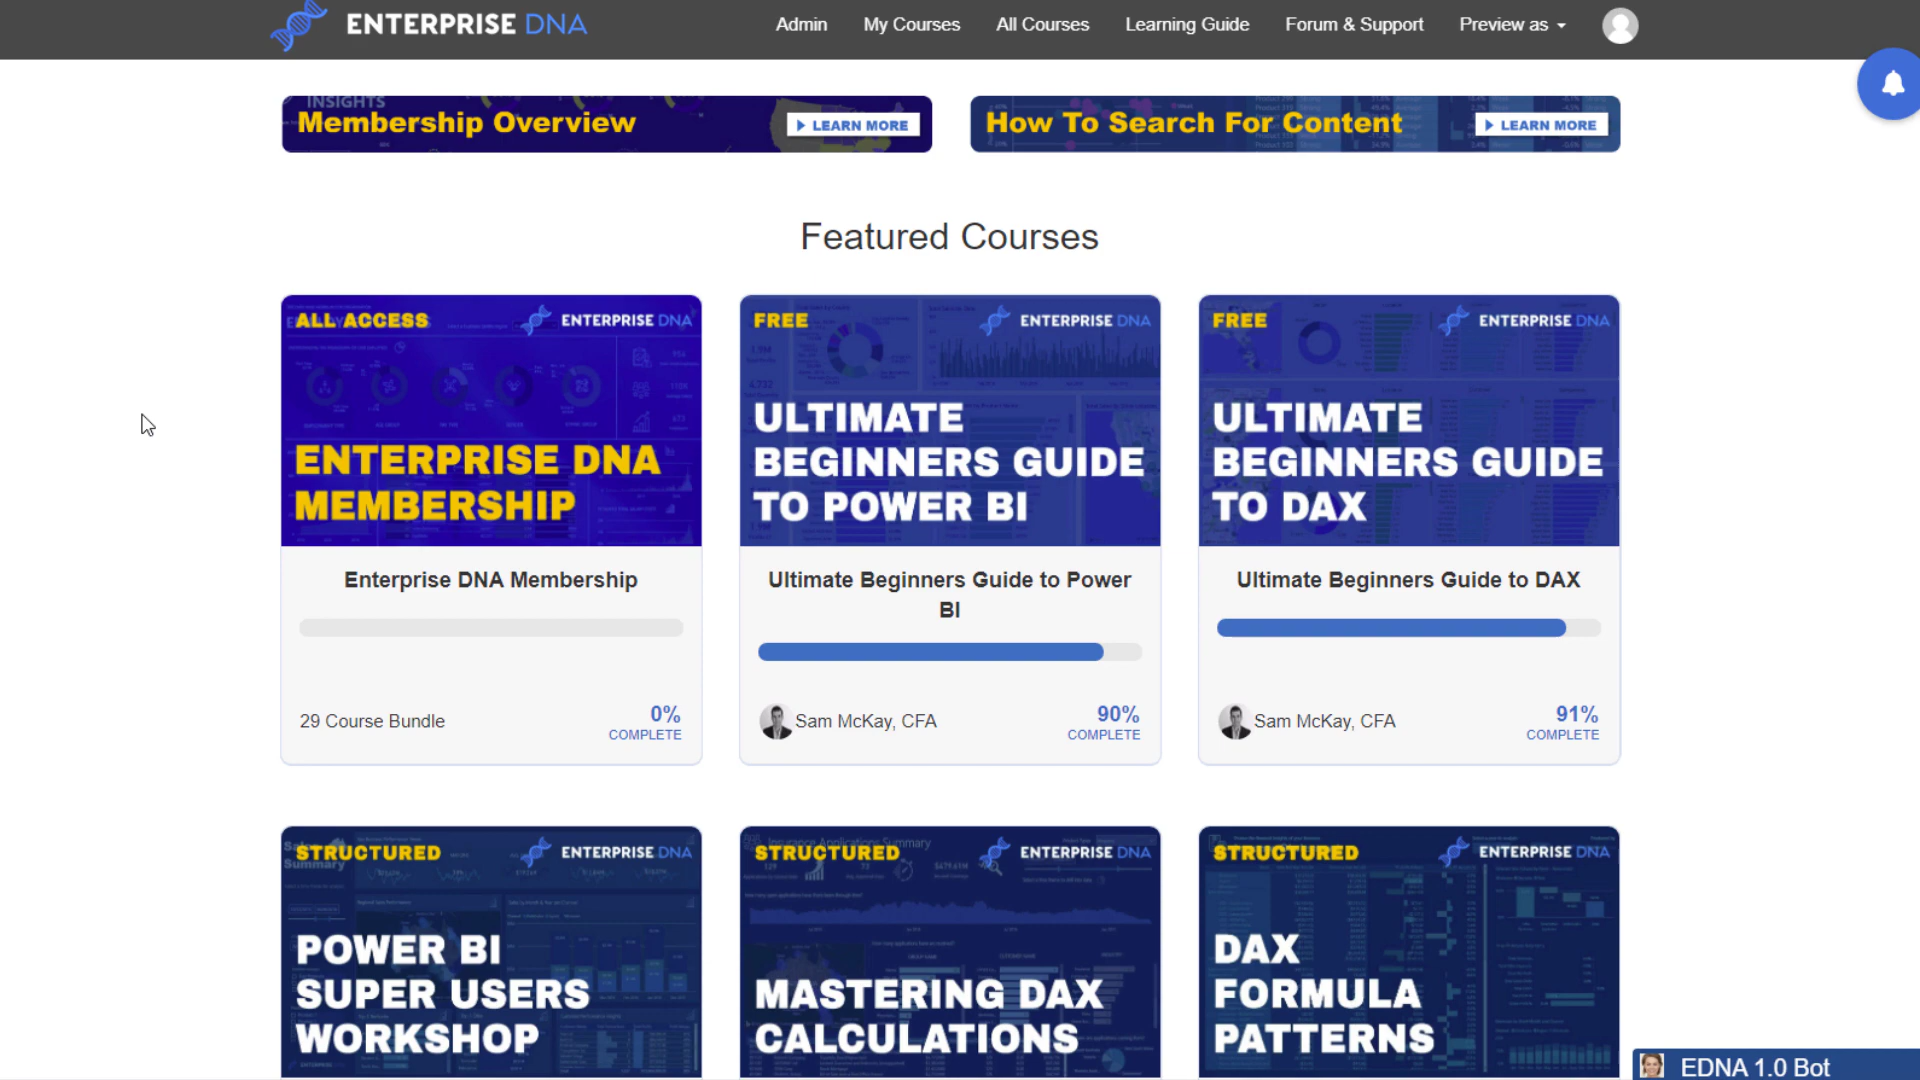 ENTERPRISE DNA
Admin
My Courses
All Courses
Learning Guide
Forum & Support
Preview as
INSIGHTS
Membership Overview
LEARN MORE
How To Search For Content
LEARN MORE
Featured Courses
ALL ACCESS
ENTERPRISE DNA
ENTERPRISE DNA
MEMBERSHIP
Enterprise DNA Membership
29 Course Bundle
0%
COMPLETE
FREE
ENTERPRISE DNA
ULTIMATE
BEGINNERS GUIDE
TO POWER BI
Ultimate Beginners Guide to Power
BI
Sam McKay, CFA
90%
COMPLETE
FREE
ENTERPRISE DNA
ULTIMATE
BEGINNERS GUIDE
TO DAX
Ultimate Beginners Guide to DAX
Sam McKay, CFA
91%
COMPLETE
STRUCTURED
ENTERPRISE DNA
POWER BI
SUPER USERS
WORKSHOP
Insurance Applications Summary
STRUCTURED
ENTERPRISE DNA
MASTERING DAX
CALCULATIONS
STRUCTURED
ENTERPRISE DNA
DAX
FORMULA
PATTERNS
EDNA 1.0 Bot